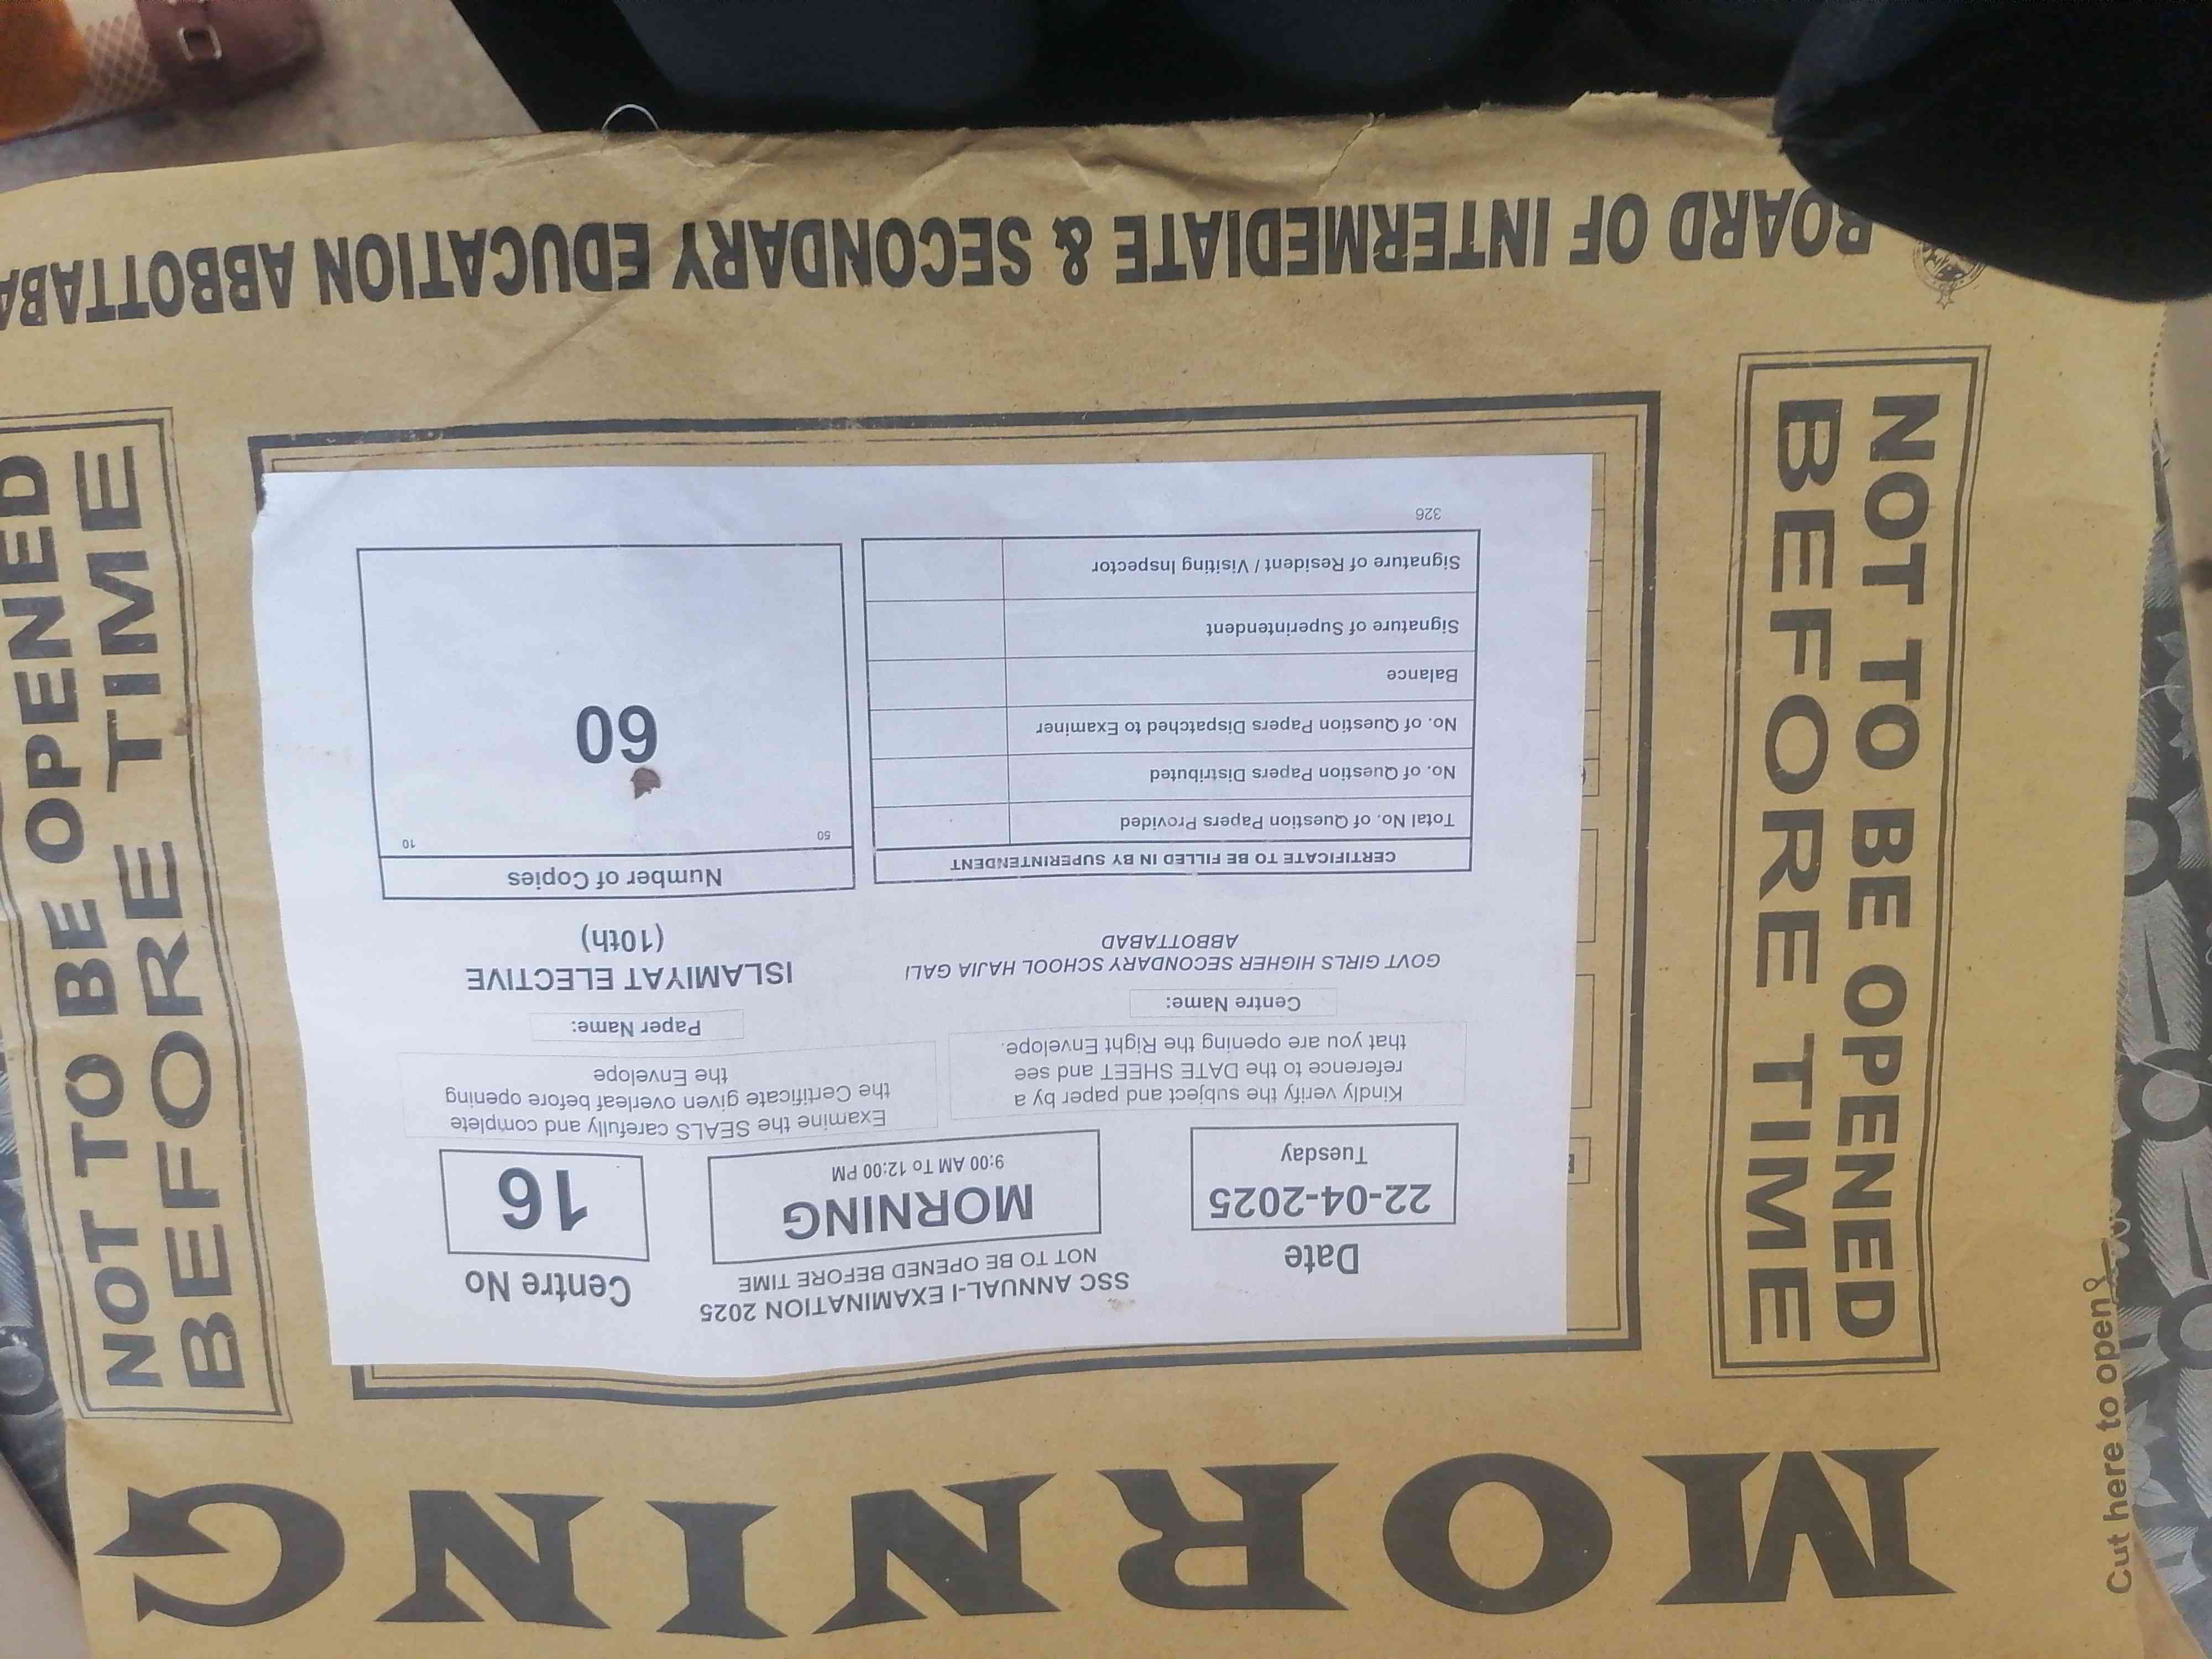 MORNING
Cut here to open
NOT TO BE OPENED
BEFORE TIME
NOT TO BE OPENED
BEFORE TIME
SSC ANNUAL-I EXAMINATION 2025
NOT TO BE OPENED BEFORE TIME
Date
22-04-2025
Tuesday
MORNING
9:00 AM To 12:00 PM
Centre No
16
Kindly verify the subject and paper by a
reference to the DATE SHEET and see
that you are opening the Right Envelope.
Examine the SEALS carefully and complete
the Certificate given overleaf before opening
the Envelope
Centre Name:
GOVT GIRLS HIGHER SECONDARY SCHOOL HAJIA GALI
ABBOTTABAD
Paper Name:
ISLAMIYAT ELECTIVE
(10th)
CERTIFICATE TO BE FILLED IN BY SUPERINTENDENT
Total No. of Question Papers Provided
No. of Question Papers Distributed
No. of Question Papers Dispatched to Examiner
Balance
Signature of Superintendent
Signature of Resident / Visiting Inspector
326
Number of Copies
50 10
60
BOARD OF INTERMEDIATE & SECONDARY EDUCATION ABBOTTABA